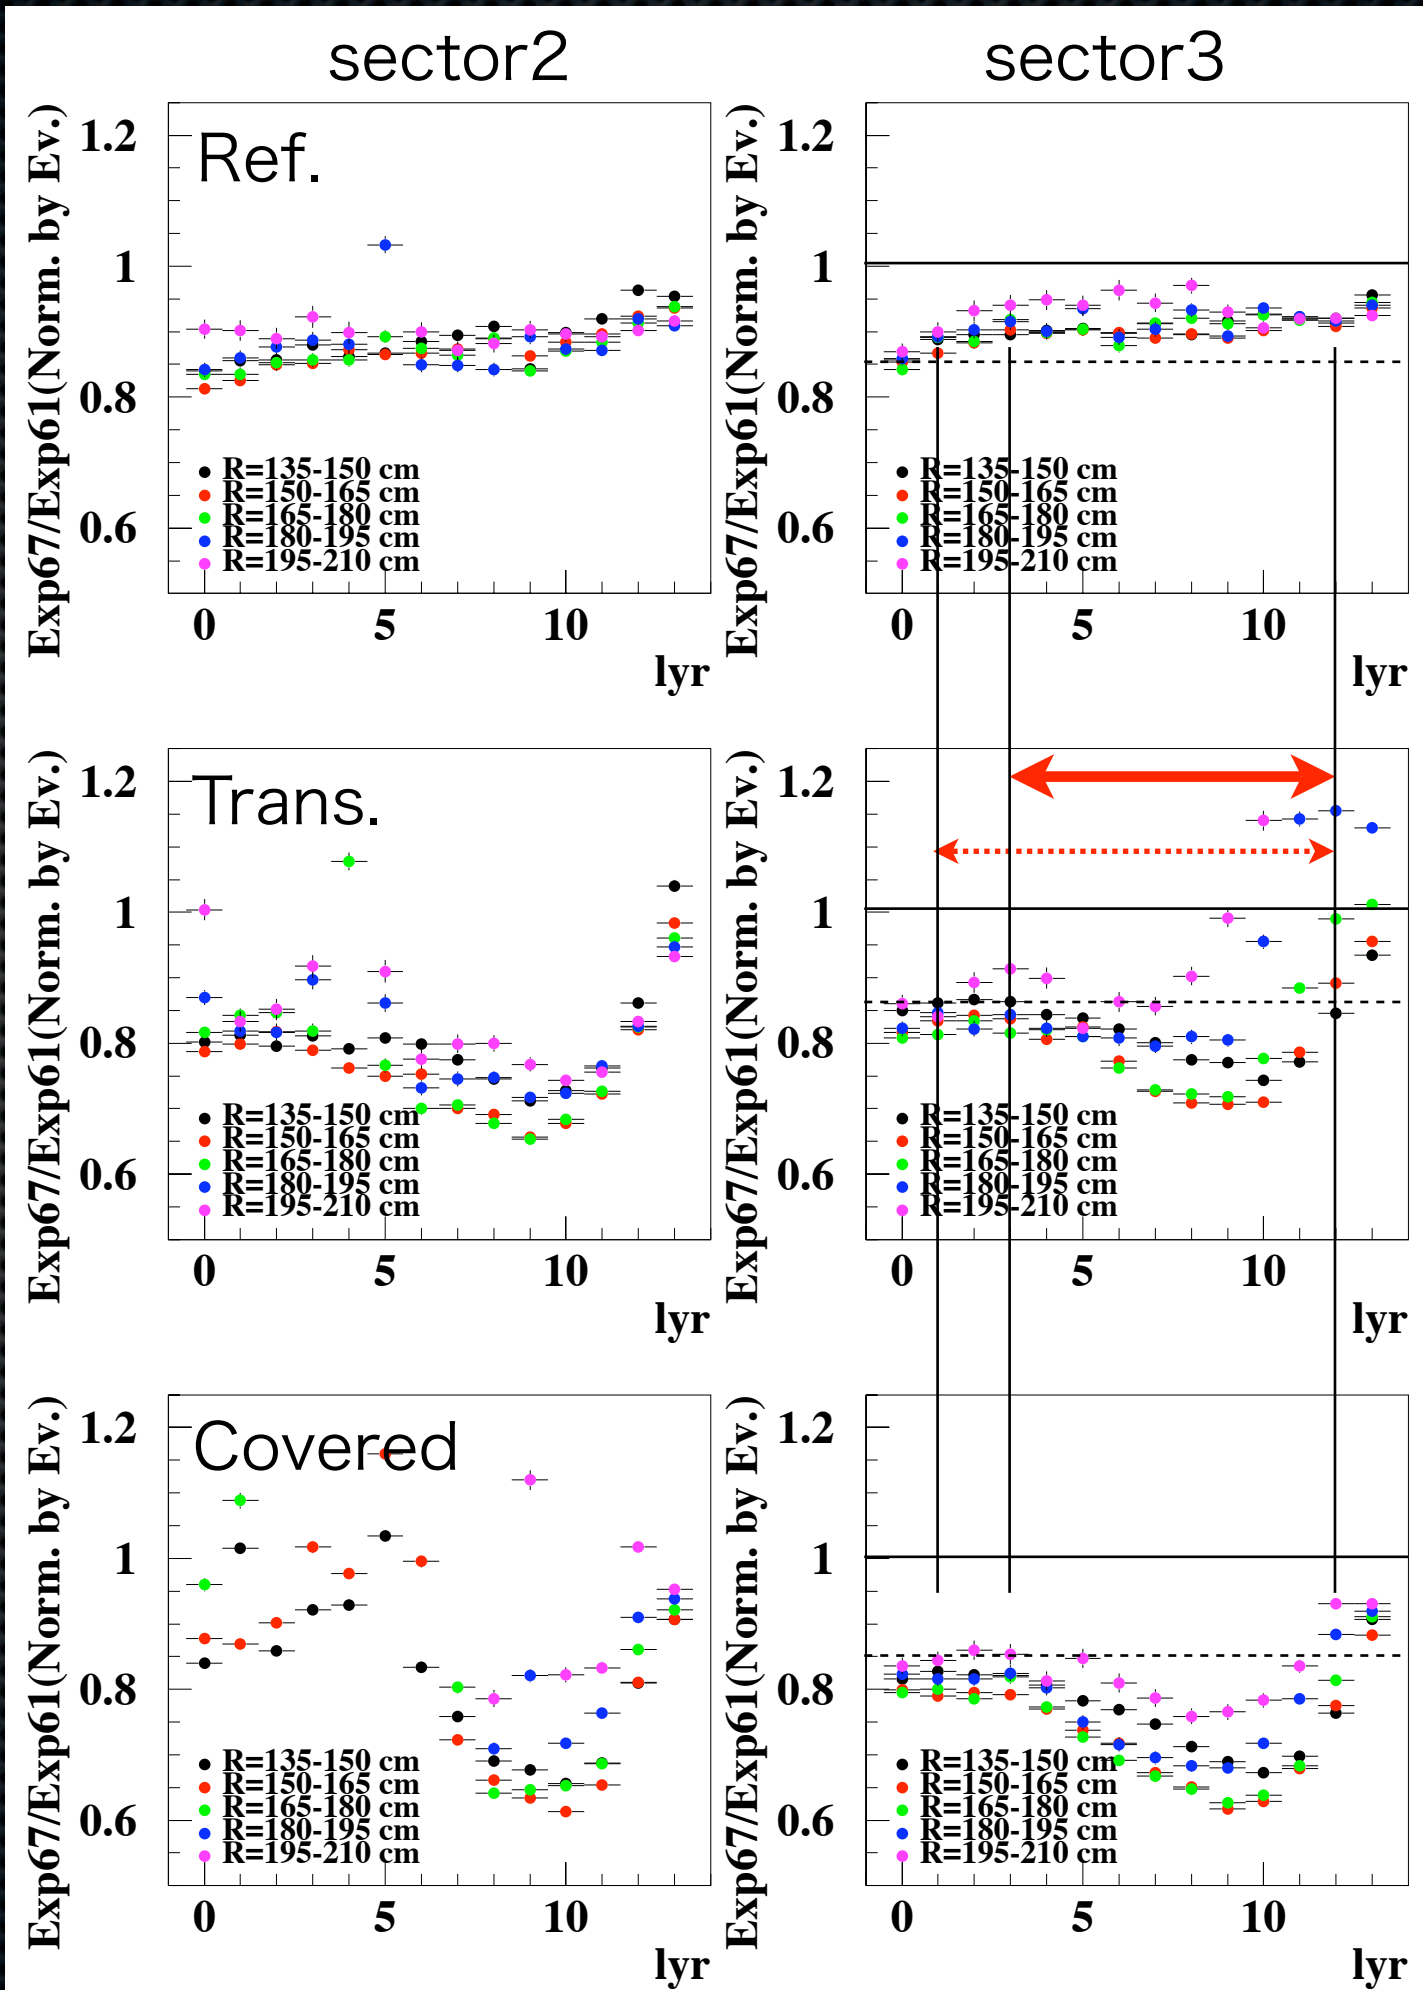 sector2 sector3
Exp67/Exp61(Norm. by Ev.)
1.2
1
0.8
0.6
Ref.
R=135-150 cm
R=150-165 cm
R=165-180 cm
R=180-195 cm
R=195-210 cm
0 5 10
lyr
Exp67/Exp61(Norm. by Ev.)
1.2
1
0.8
0.6
R=135-150 cm
R=150-165 cm
R=165-180 cm
R=180-195 cm
R=195-210 cm
0 5 10
lyr
Exp67/Exp61(Norm. by Ev.)
1.2
1
0.8
0.6
Trans.
R=135-150 cm
R=150-165 cm
R=165-180 cm
R=180-195 cm
R=195-210 cm
0 5 10
lyr
Exp67/Exp61(Norm. by Ev.)
1.2
1
0.8
0.6
R=135-150 cm
R=150-165 cm
R=165-180 cm
R=180-195 cm
R=195-210 cm
0 5 10
lyr
Exp67/Exp61(Norm. by Ev.)
1.2
1
0.8
0.6
Covered
R=135-150 cm
R=150-165 cm
R=165-180 cm
R=180-195 cm
R=195-210 cm
0 5 10
lyr
Exp67/Exp61(Norm. by Ev.)
1.2
1
0.8
0.6
R=135-150 cm
R=150-165 cm
R=165-180 cm
R=180-195 cm
R=195-210 cm
0 5 10
lyr